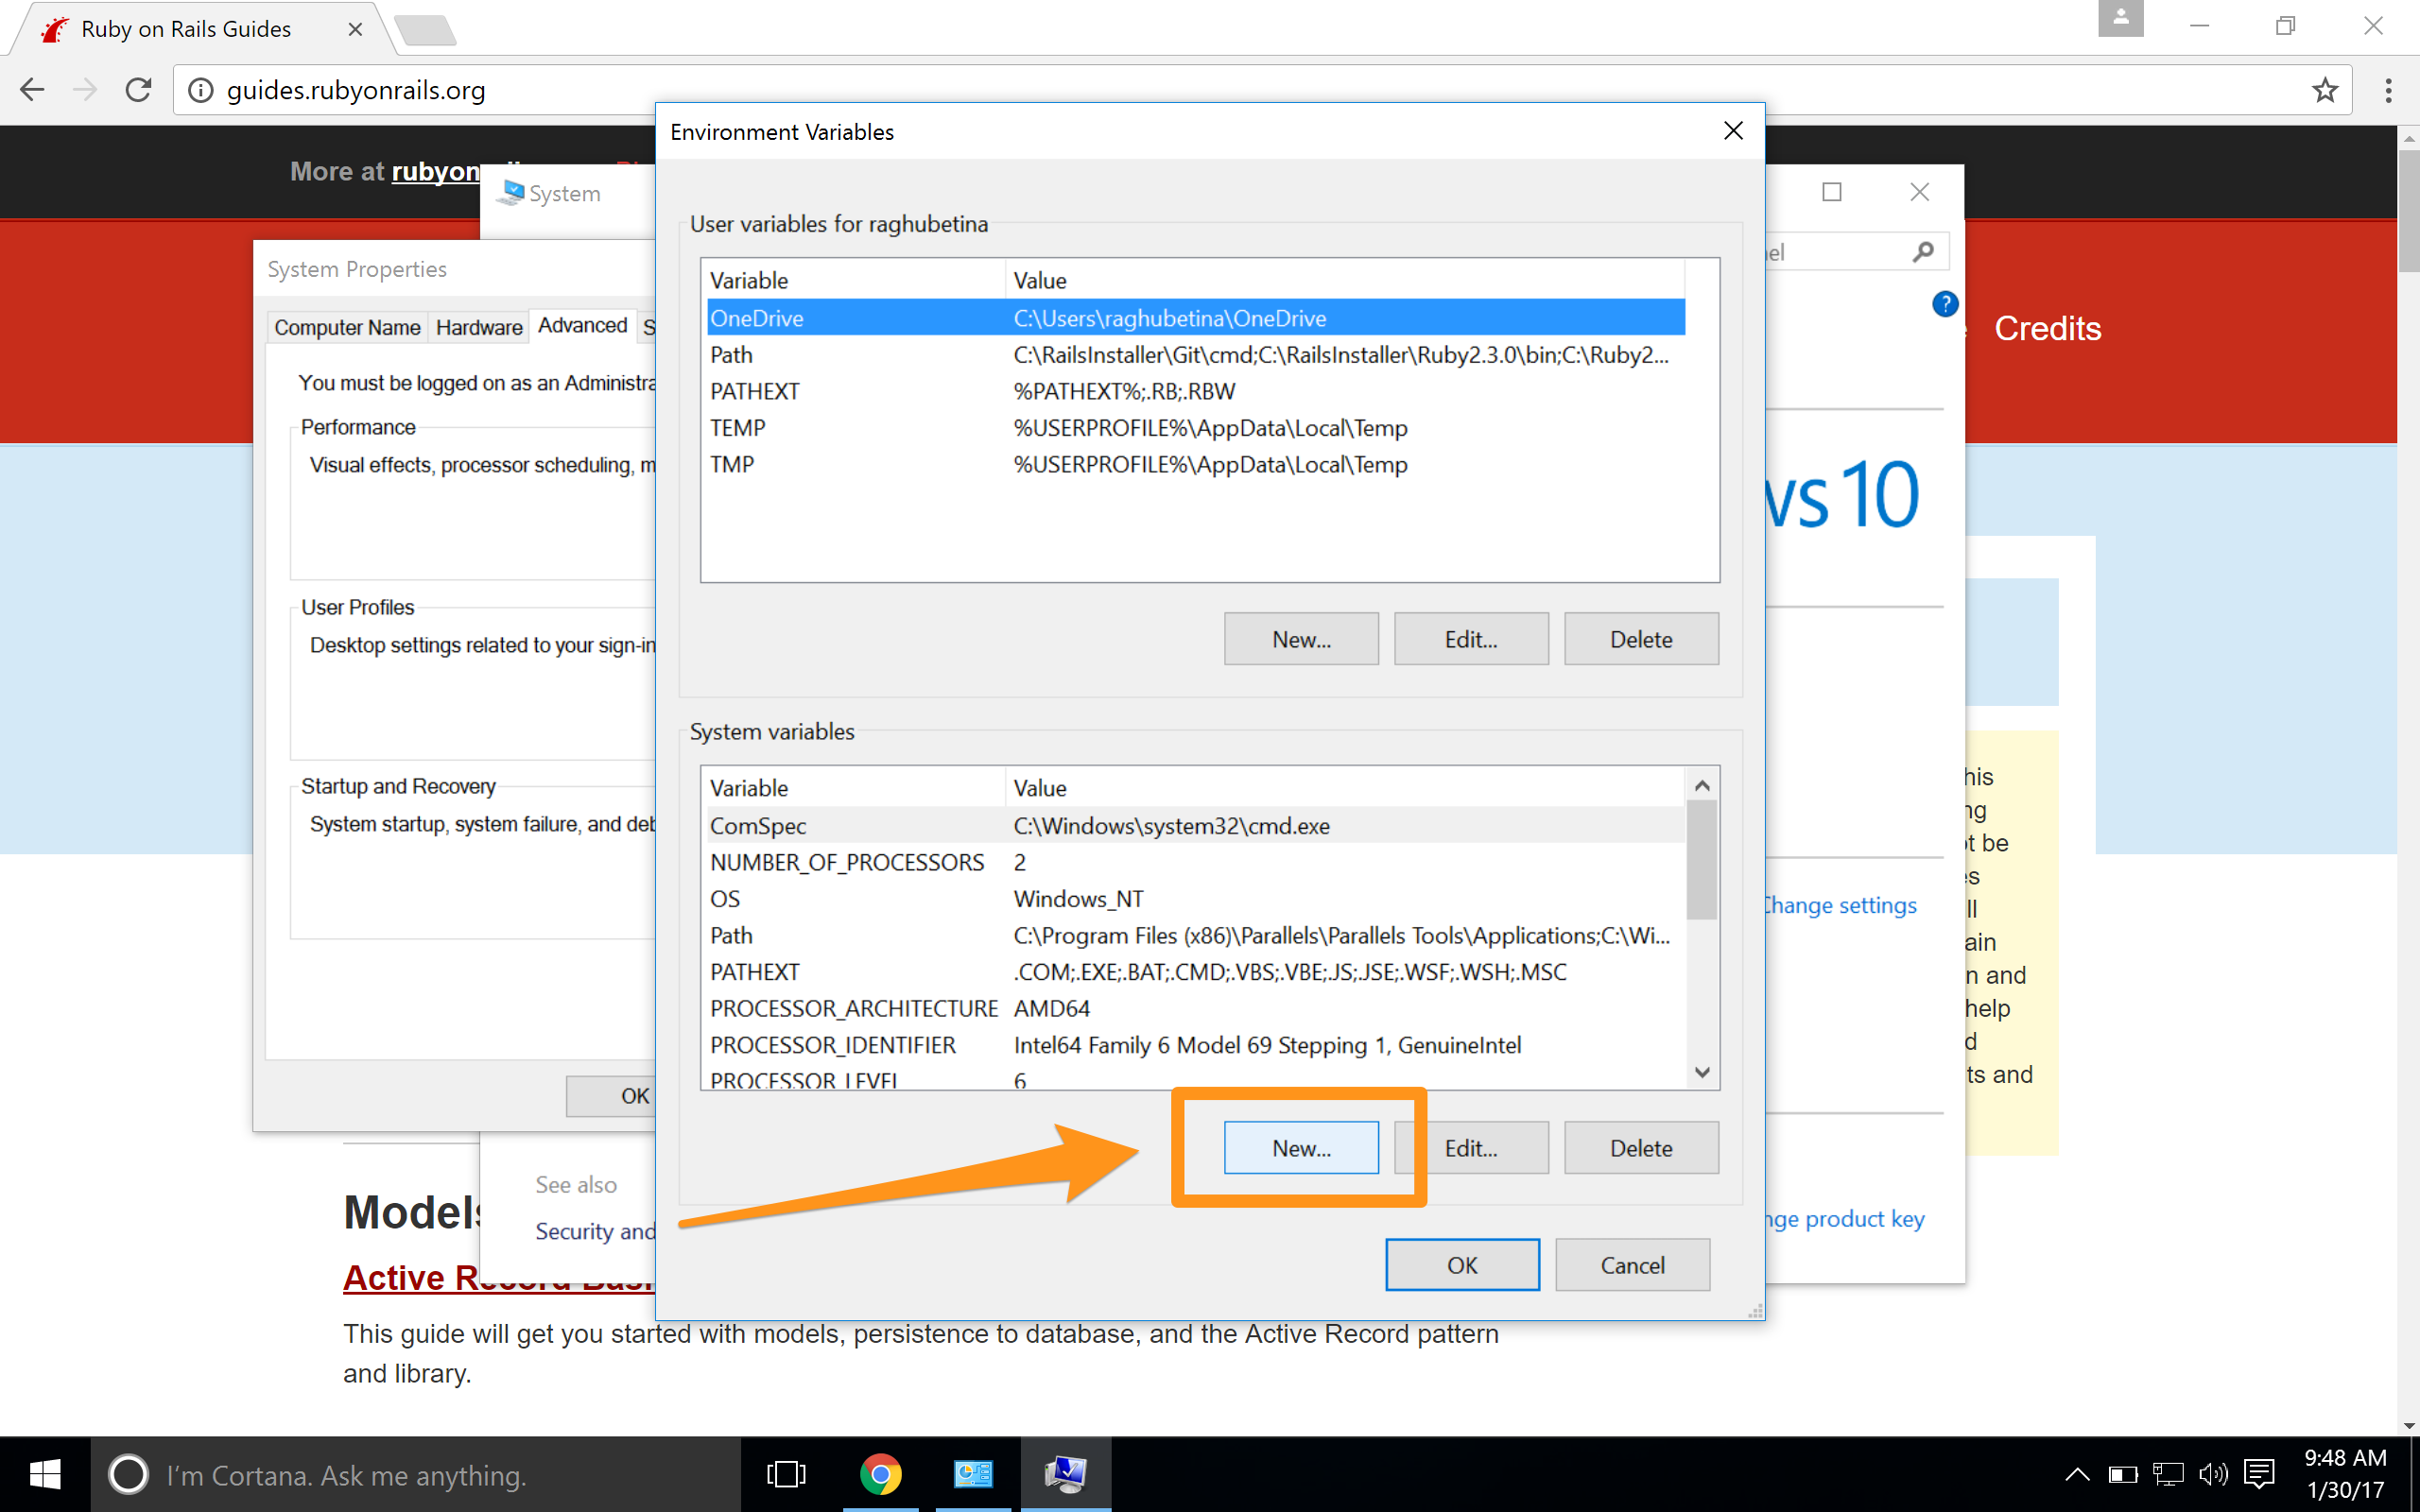 Ruby on Rails Guides
guides.rubyonrails.org
More at rubyon
System
Credits
System Properties
Computer Name Hardware Advanced S
You must be logged on as an Administra
Performance
Visual effects, processor scheduling, m
User Profiles
Desktop settings related to your sign-in
Startup and Recovery
System startup, system failure, and deb
OK
Environment Variables
User variables for raghubetina
Variable Value
OneDrive C:\Users\raghubetina\OneDrive
Path C:\RailsInstaller\Git\cmd;C:\RailsInstaller\Ruby2.3.0\bin;C:\Ruby2...
PATHEXT %PATHEXT%;.RB;.RBW
TEMP %USERPROFILE%\AppData\Local\Temp
TMP %USERPROFILE%\AppData\Local\Temp
New... Edit... Delete
System variables
Variable Value
ComSpec C:\Windows\system32\cmd.exe
NUMBER_OF_PROCESSORS 2
OS Windows_NT
Path C:\Program Files (x86)\Parallels\Parallels Tools\Applications;C:\Wi...
PATHEXT .COM;.EXE;.BAT;.CMD;.VBS;.VBE;.JS;.JSE;.WSF;.WSH;.MSC
PROCESSOR_ARCHITECTURE AMD64
PROCESSOR_IDENTIFIER Intel64 Family 6 Model 69 Stepping 1, GenuineIntel
PROCESSOR_LEVEL 6
New... Edit... Delete
OK Cancel
el
?
ws 10
Change settings
nge product key
his
ng
ot be
es
ll
ain
n and
help
d
ts and
See also
Security and
Models
Active Record Basi
This guide will get you started with models, persistence to database, and the Active Record pattern
and library.
I'm Cortana. Ask me anything.
9:48 AM
1/30/17